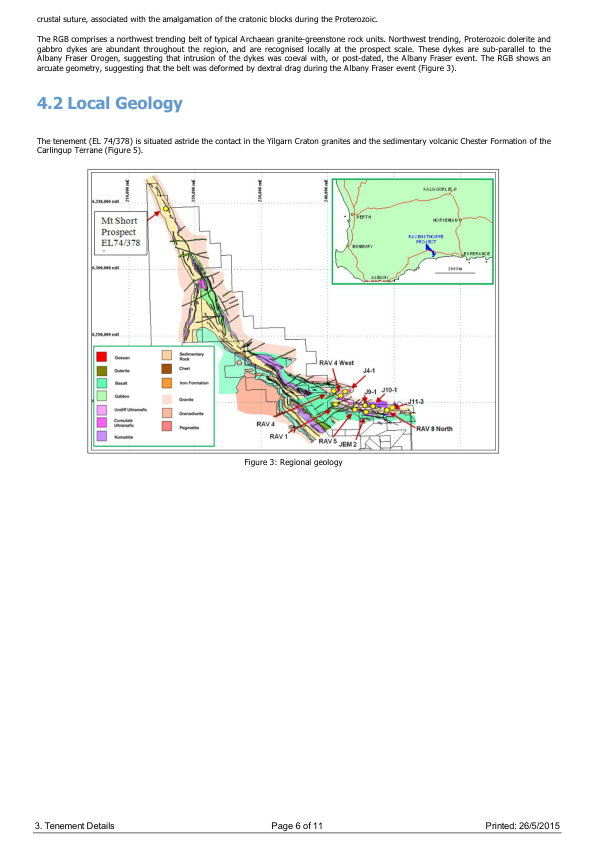 crustal suture, associated with the amalgamation of the cratonic blocks during the Proterozoic.
The RGB comprises a northwest trending belt of typical Archaean granite-greenstone rock units. Northwest trending, Proterozoic dolerite and
gabbro dykes are abundant throughout the region, and are recognised locally at the prospect scale. These dykes are sub-parallel to the
Albany Fraser Orogen, suggesting that intrusion of the dykes was coeval with, or post-dated, the Albany Fraser event. The RGB shows an
arcuate geometry, suggesting that the belt was deformed by dextral drag during the Albany Fraser event (Figure 3).
4.2 Local Geology
The tenement (EL 74/378) is situated astride the contact in the Yilgarn Craton granites and the sedimentary volcanic Chester Formation of the
Carlingup Terrane (Figure 5).
Mt Short
Prospect
EL74/378
KALGOORLIE
PERTH
NORSEMAN
RAVENSTHORPE
PROJECT
BUNBURY
ESPERANCE
ALBANY
Gossan
Dolerite
Basalt
Gabbro
Undiff Ultramafic
Cumulate
Ultramafic
Komatiite
Sedimentary
Rock
Chert
Iron Formation
Granite
Granodiorite
Pegmatite
RAV 4 West
J4-1
J9-1
J10-1
J11-3
RAV 4
RAV 1
RAV 5
JEM 2
RAV 8 North
Figure 3: Regional geology
3. Tenement Details
Page 6 of 11
Printed: 26/5/2015